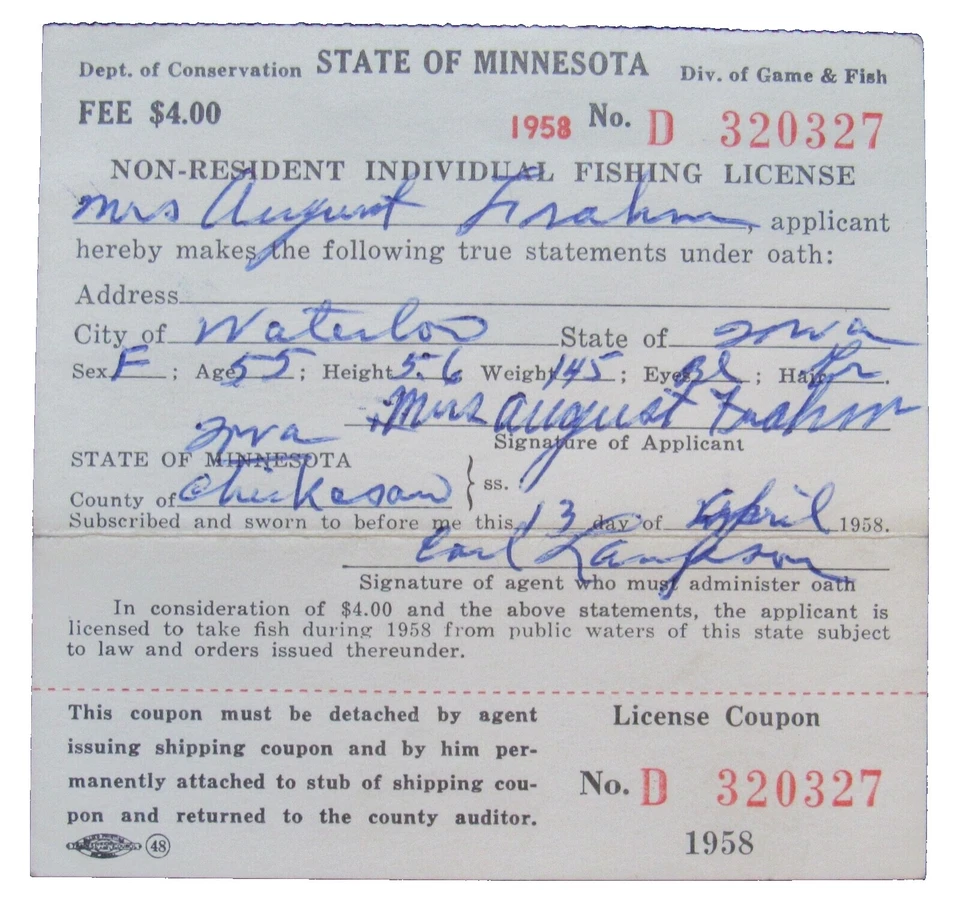 Dept. of Conservation STATE OF MINNESOTA Div. of Game & Fish
FEE $4.00 1958 No. D 320327
NON-RESIDENT INDIVIDUAL FISHING LICENSE
Mrs August Frahm, applicant
hereby makes the following true statements under oath:
Address
City of Waterloo State of Iowa
Sex F ; Age 55 ; Height 5.6 Weight 145 ; Eyes Bl ; Hair Br.
Mrs August Frahm
Signature of Applicant
Iowa
STATE OF MINNESOTA
County of Chickasaw } ss.
Subscribed and sworn to before me this 13 day of April 1958.
Earl
Signature of agent who must administer oath
In consideration of $4.00 and the above statements, the applicant is
licensed to take fish during 1958 from public waters of this state subject
to law and orders issued thereunder.
This coupon must be detached by agent
issuing shipping coupon and by him per-
manently attached to stub of shipping cou-
pon and returned to the county auditor.
48
License Coupon
No. D 320327
1958